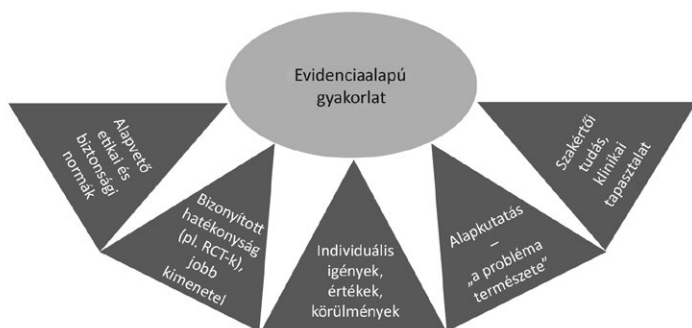 Evidenciaalapú
gyakorlat
Alapvető
etikai és
biztonsági
normák
Bizonyított
hatékonyság
(pl. RCT-k),
jobb
kimenetel
Individuális
igények,
értékek,
körülmények
Alapkutatás
–
„a probléma
természete”
Szakértői
tudás,
klinikai
tapasztalat